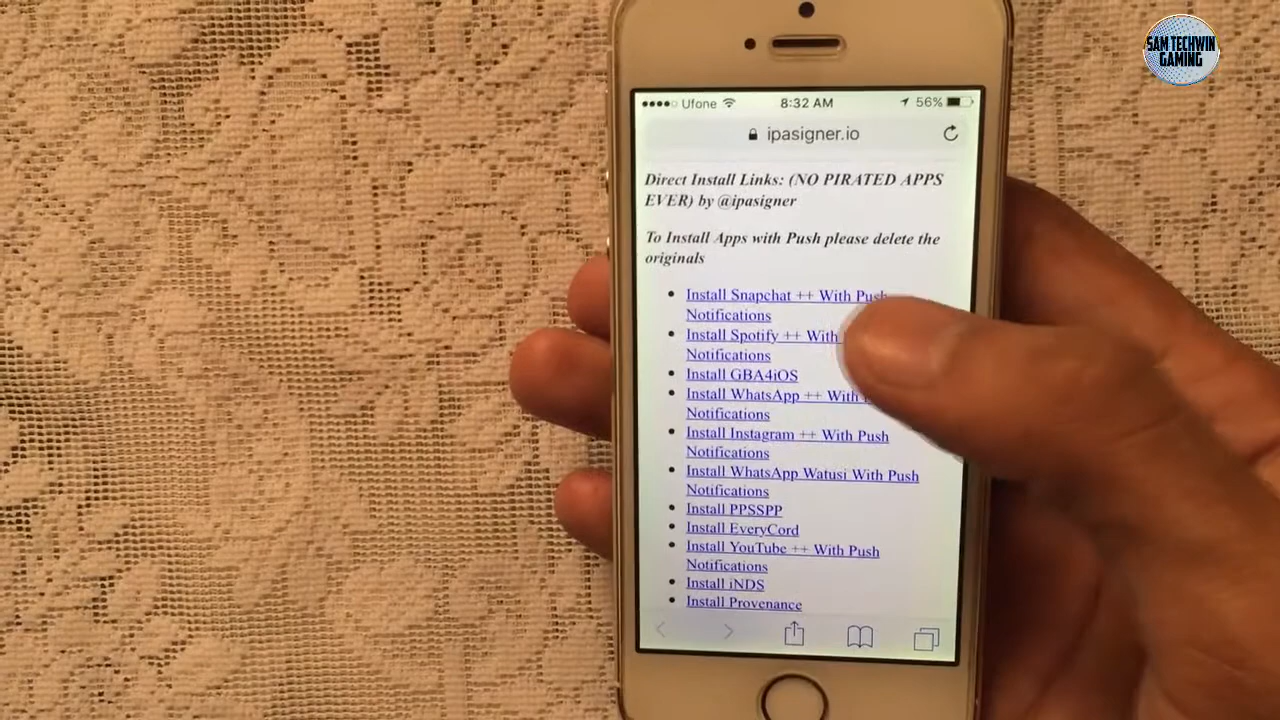 SAM TECHWIN
GAMING
Ufone 8:32 AM 56%
ipasigner.io
Direct Install Links: (NO PIRATED APPS
EVER) by @ipasigner
To Install Apps with Push please delete the
originals
Install Snapchat ++ With Push
Notifications
Install Spotify ++ With
Notifications
Install GBA4iOS
Install WhatsApp ++ With
Notifications
Install Instagram ++ With Push
Notifications
Install WhatsApp Watusi With Push
Notifications
Install PPSSPP
Install EveryCord
Install YouTube ++ With Push
Notifications
Install iNDS
Install Provenance